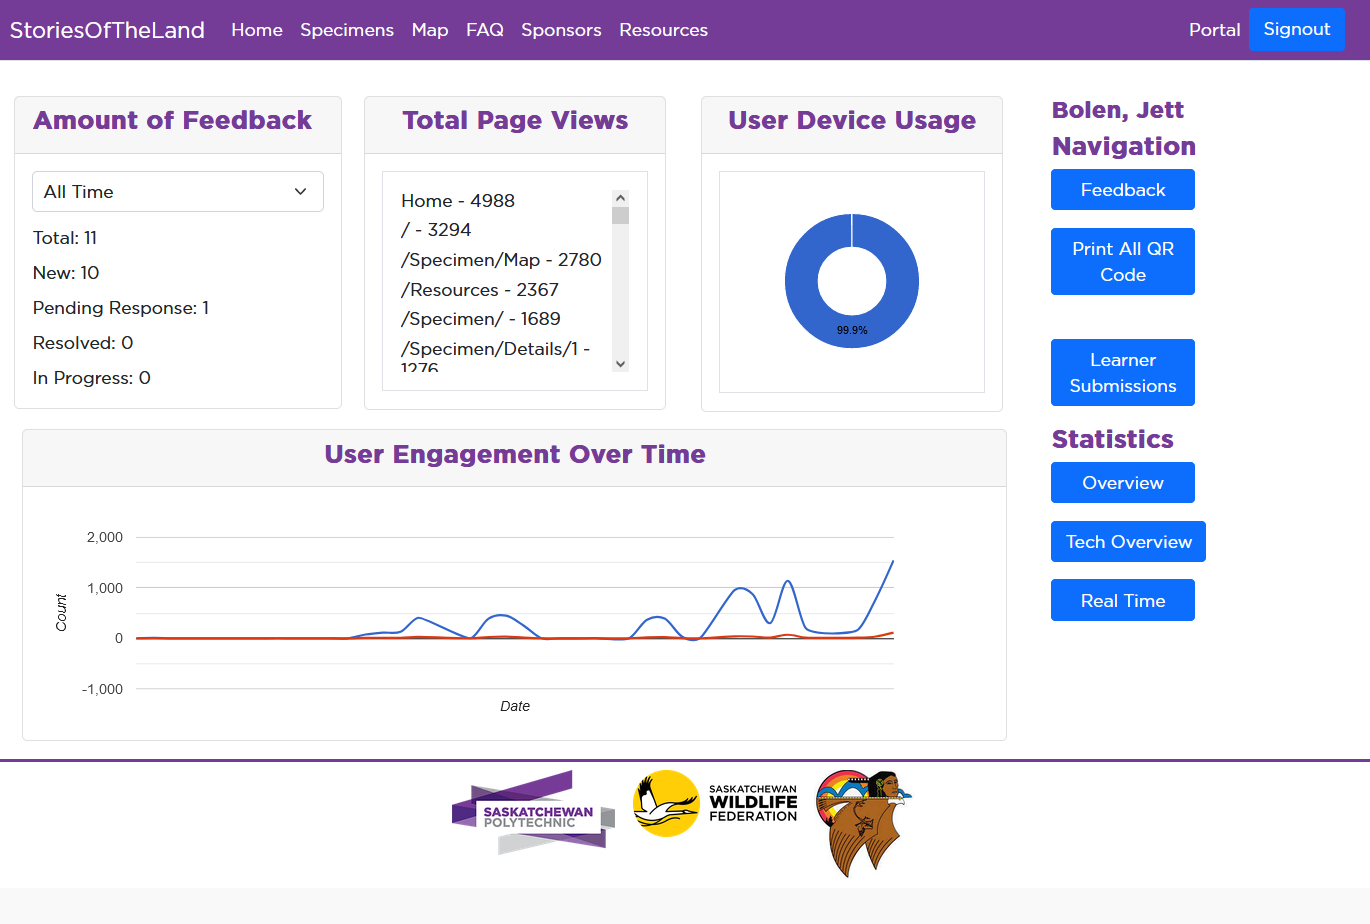 StoriesOfTheLand Home Specimens Map FAQ Sponsors Resources Portal Signout
Amount of Feedback
All Time
Total: 11
New: 10
Pending Response: 1
Resolved: 0
In Progress: 0
Total Page Views
Home - 4988
/ - 3294
/Specimen/Map - 2780
/Resources - 2367
/Specimen/ - 1689
/Specimen/Details/1 -
1276
User Device Usage
99.9%
Bolen, Jett
Navigation
Feedback
Print All QR
Code
Learner
Submissions
Statistics
Overview
Tech Overview
Real Time
User Engagement Over Time
2,000
1,000
0
-1,000
Count
Date
SASKATCHEWAN
POLYTECHNIC
SASKATCHEWAN
WILDLIFE
FEDERATION